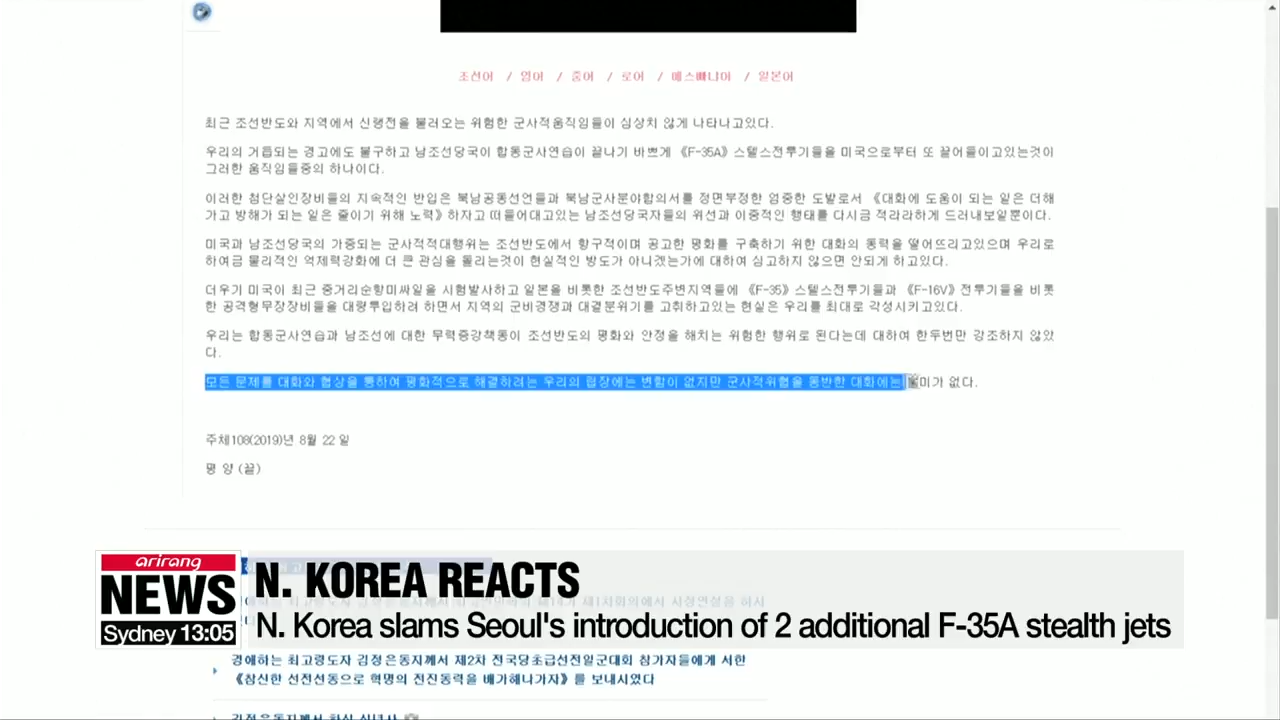 조선어 / 영어 / 중어 / 로어 / 에스빠냐어 / 일본어
최근 조선반도와 지역에서 신랭전을 불러오는 위험한 군사적움직임들이 심상치 않게 나타나고있다.
우리의 거듭되는 경고에도 불구하고 남조선당국이 합동군사연습이 끝나기 바쁘게 《F-35A》스텔스전투기들을 미국으로부터 또 끌어들이고있는것이
그러한 움직임들중의 하나이다.
이러한 첨단살인장비들의 지속적인 반입은 북남공동선언들과 북남군사분야합의서를 정면부정한 엄중한 도발로서 《대화에 도움이 되는 일은 더해
가고 방해가 되는 일은 줄이기 위해 노력》하자고 떠들어대고있는 남조선당국자들의 위선과 이중적인 행태를 다시금 적라라하게 드러내보일뿐이다.
미국과 남조선당국의 가중되는 군사적적대행위는 조선반도에서 항구적이며 공고한 평화를 구축하기 위한 대화의 동력을 떨어뜨리고있으며 우리로
하여금 물리적인 억제력강화에 더 큰 관심을 돌리는것이 현실적인 방도가 아니겠는가에 대하여 심고하지 않으면 안되게 하고있다.
더우기 미국이 최근 중거리순항미싸일을 시험발사하고 일본을 비롯한 조선반도주변지역들에 《F-35》스텔스전투기들과 《F-16V》전투기들을 비롯
한 공격형무장장비들을 대량투입하려 하면서 지역의 군비경쟁과 대결분위기를 고취하고있는 현실은 우리를 최대로 각성시키고있다.
우리는 합동군사연습과 남조선에 대한 무력증강책동이 조선반도의 평화와 안정을 해치는 위험한 행위로 된다는데 대하여 한두번만 강조하지 않았
다.
모든 문제를 대화와 협상을 통하여 평화적으로 해결하려는 우리의 립장에는 변함이 없지만 군사적위협을 동반한 대화에는 흥미가 없다.
주체108(2019)년 8월 22일
평 양 (끝)
arirang
NEWS
Sydney 13:05
N. KOREA REACTS
N. Korea slams Seoul's introduction of 2 additional F-35A stealth jets
경애하는 최고령도자 김정은동지께서 제2차 전국당초급선전일군대회 참가자들에게 서한
《참신한 선전선동으로 혁명의 전진동력을 배가해나가자》를 보내시였다